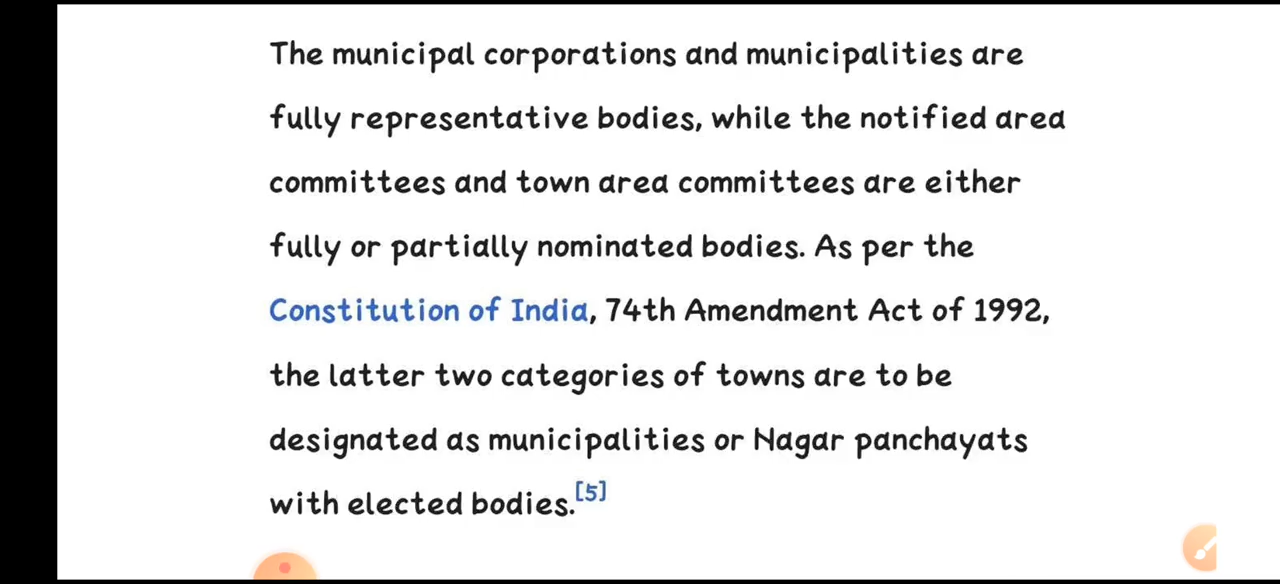 The municipal corporations and municipalities are
fully representative bodies, while the notified area
committees and town area committees are either
fully or partially nominated bodies. As per the
Constitution of India, 74th Amendment Act of 1992,
the latter two categories of towns are to be
designated as municipalities or Nagar panchayats
with elected bodies.[5]